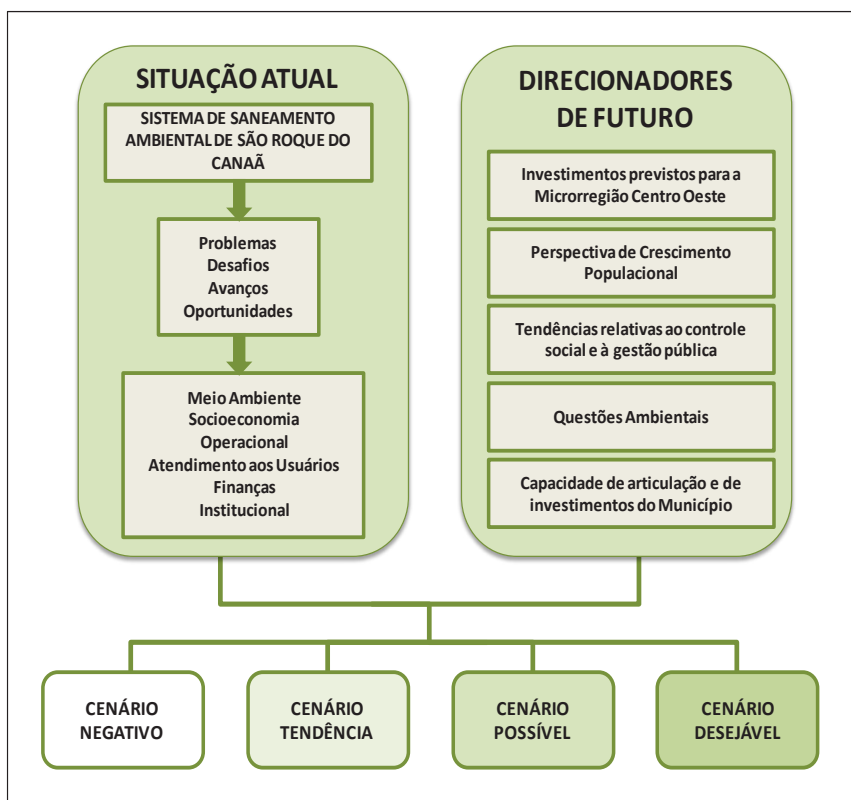 SITUAÇÃO ATUAL
SISTEMA DE SANEAMENTO
AMBIENTAL DE SÃO ROQUE DO
CANAÃ
Problemas
Desafios
Avanços
Oportunidades
Meio Ambiente
Socioeconomia
Operacional
Atendimento aos Usuários
Finanças
Institucional
DIRECIONADORES
DE FUTURO
Investimentos previstos para a
Microrregião Centro Oeste
Perspectiva de Crescimento
Populacional
Tendências relativas ao controle
social e à gestão pública
Questões Ambientais
Capacidade de articulação e de
investimentos do Município
CENÁRIO
NEGATIVO
CENÁRIO
TENDÊNCIA
CENÁRIO
POSSÍVEL
CENÁRIO
DESEJÁVEL